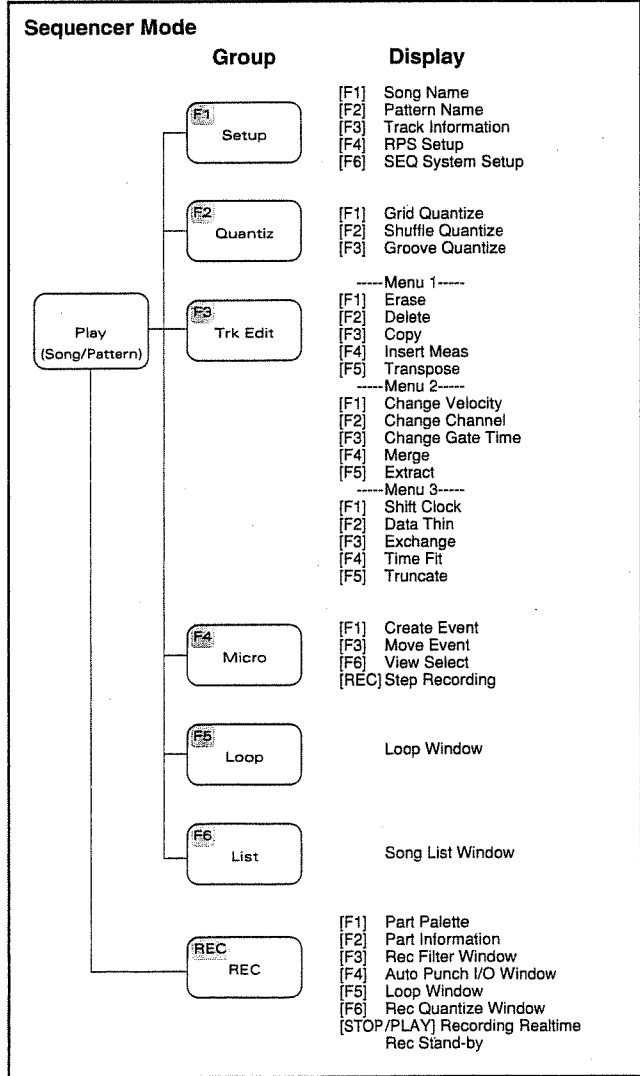 Sequencer Mode
Group Display
F1
Setup
[F1] Song Name
[F2] Pattern Name
[F3] Track Information
[F4] RPS Setup
[F6] SEQ System Setup
F2
Quantiz
[F1] Grid Quantize
[F2] Shuffle Quantize
[F3] Groove Quantize
Play
(Song/Pattern)
F3
Trk Edit
-----Menu 1-----
[F1] Erase
[F2] Delete
[F3] Copy
[F4] Insert Meas
[F5] Transpose
-----Menu 2-----
[F1] Change Velocity
[F2] Change Channel
[F3] Change Gate Time
[F4] Merge
[F5] Extract
-----Menu 3-----
[F1] Shift Clock
[F2] Data Thin
[F3] Exchange
[F4] Time Fit
[F5] Truncate
F4
Micro
[F1] Create Event
[F3] Move Event
[F6] View Select
[REC] Step Recording
F5
Loop
Loop Window
F6
List
Song List Window
REC
REC
[F1] Part Palette
[F2] Part Information
[F3] Rec Filter Window
[F4] Auto Punch I/O Window
[F5] Loop Window
[F6] Rec Quantize Window
[STOP/PLAY] Recording Realtime
Rec Stand-by